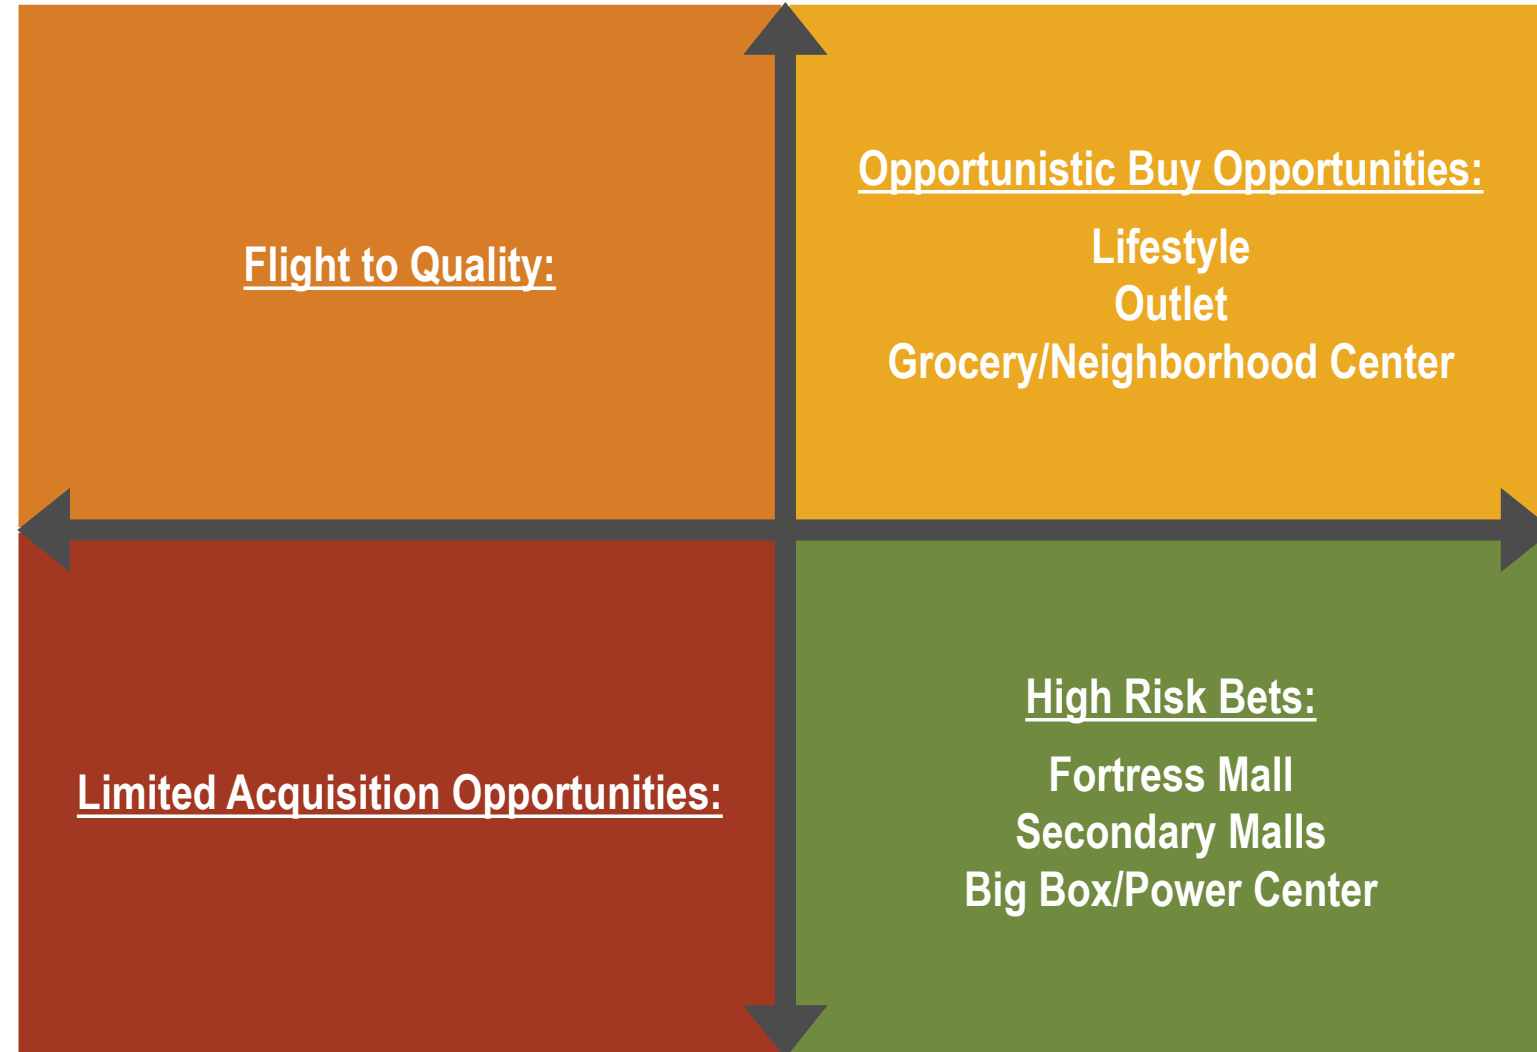 Flight to Quality:
Opportunistic Buy Opportunities:
Lifestyle
Outlet
Grocery/Neighborhood Center
Limited Acquisition Opportunities:
High Risk Bets:
Fortress Mall
Secondary Malls
Big Box/Power Center